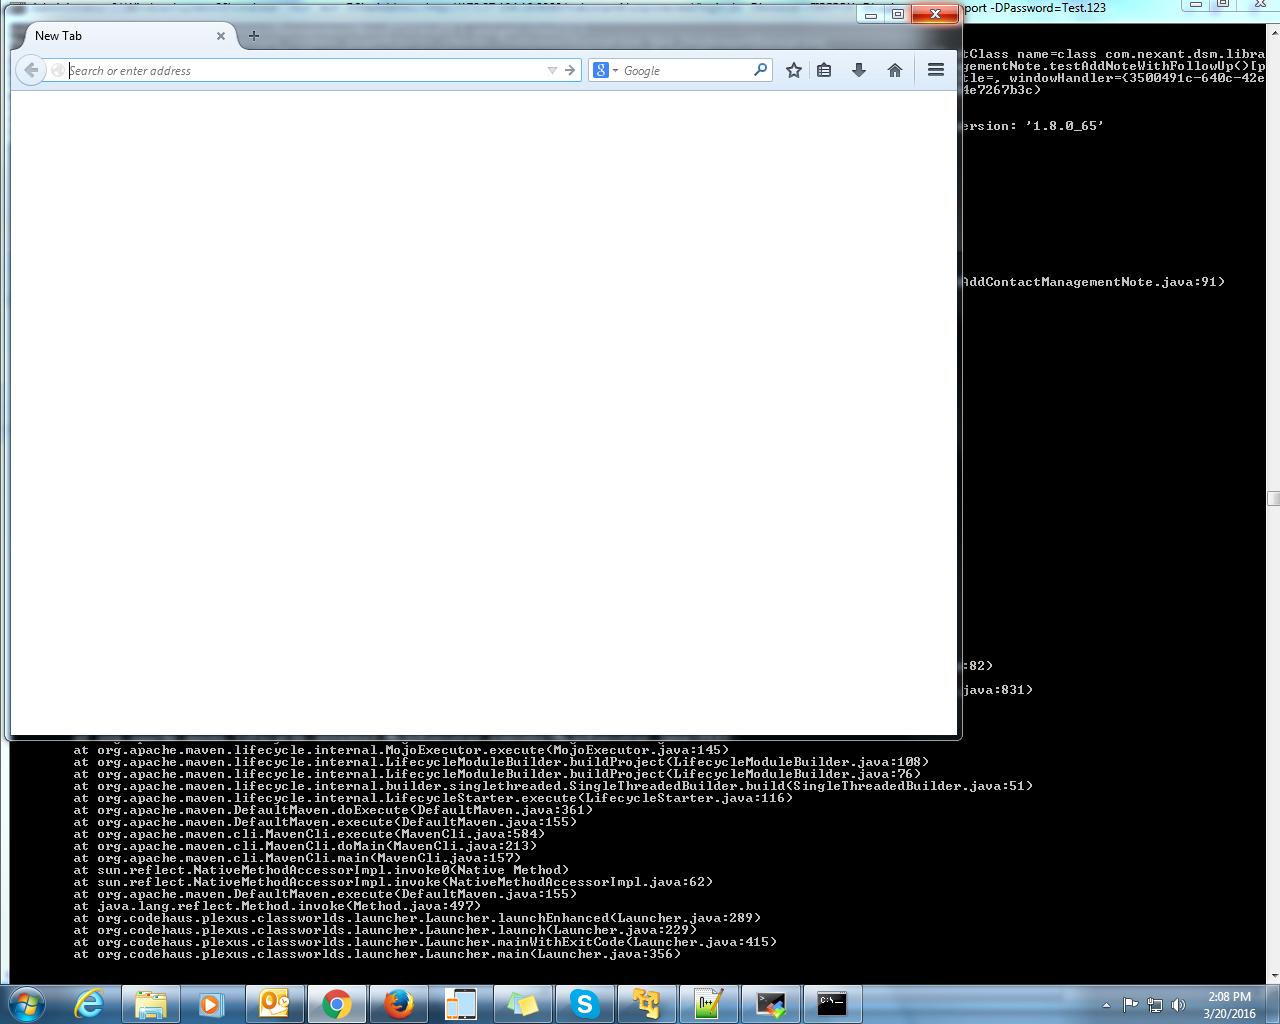 port -DPassword=Test.123
New Tab
Search or enter address
Google
tClass name=class com.nexant.dsm.libra
gementNote.testAddNoteWithFollowUp()[p
tle=, windowHandler={3500491c-640c-42e
4e7267b3c)
ersion: '1.8.0_65'
AddContactManagementNote.java:91)
:82)
java:831)
at org.apache.maven.lifecycle.internal.MojoExecutor.execute(MojoExecutor.java:145)
at org.apache.maven.lifecycle.internal.LifecycleModuleBuilder.buildProject(LifecycleModuleBuilder.java:108)
at org.apache.maven.lifecycle.internal.LifecycleModuleBuilder.buildProject(LifecycleModuleBuilder.java:76)
at org.apache.maven.lifecycle.internal.builder.singlethreaded.SingleThreadedBuilder.build(SingleThreadedBuilder.java:51)
at org.apache.maven.lifecycle.internal.LifecycleStarter.execute(LifecycleStarter.java:116)
at org.apache.maven.DefaultMaven.doExecute(DefaultMaven.java:361)
at org.apache.maven.DefaultMaven.execute(DefaultMaven.java:155)
at org.apache.maven.cli.MavenCli.execute(MavenCli.java:584)
at org.apache.maven.cli.MavenCli.doMain(MavenCli.java:213)
at org.apache.maven.cli.MavenCli.main(MavenCli.java:157)
at sun.reflect.NativeMethodAccessorImpl.invoke0(Native Method)
at sun.reflect.NativeMethodAccessorImpl.invoke(NativeMethodAccessorImpl.java:62)
at org.apache.maven.DefaultMaven.execute(DefaultMaven.java:155)
at java.lang.reflect.Method.invoke(Method.java:497)
at org.codehaus.plexus.classworlds.launcher.Launcher.launchEnhanced(Launcher.java:289)
at org.codehaus.plexus.classworlds.launcher.Launcher.launch(Launcher.java:229)
at org.codehaus.plexus.classworlds.launcher.Launcher.mainWithExitCode(Launcher.java:415)
at org.codehaus.plexus.classworlds.launcher.Launcher.main(Launcher.java:356)
2:08 PM
3/20/2016